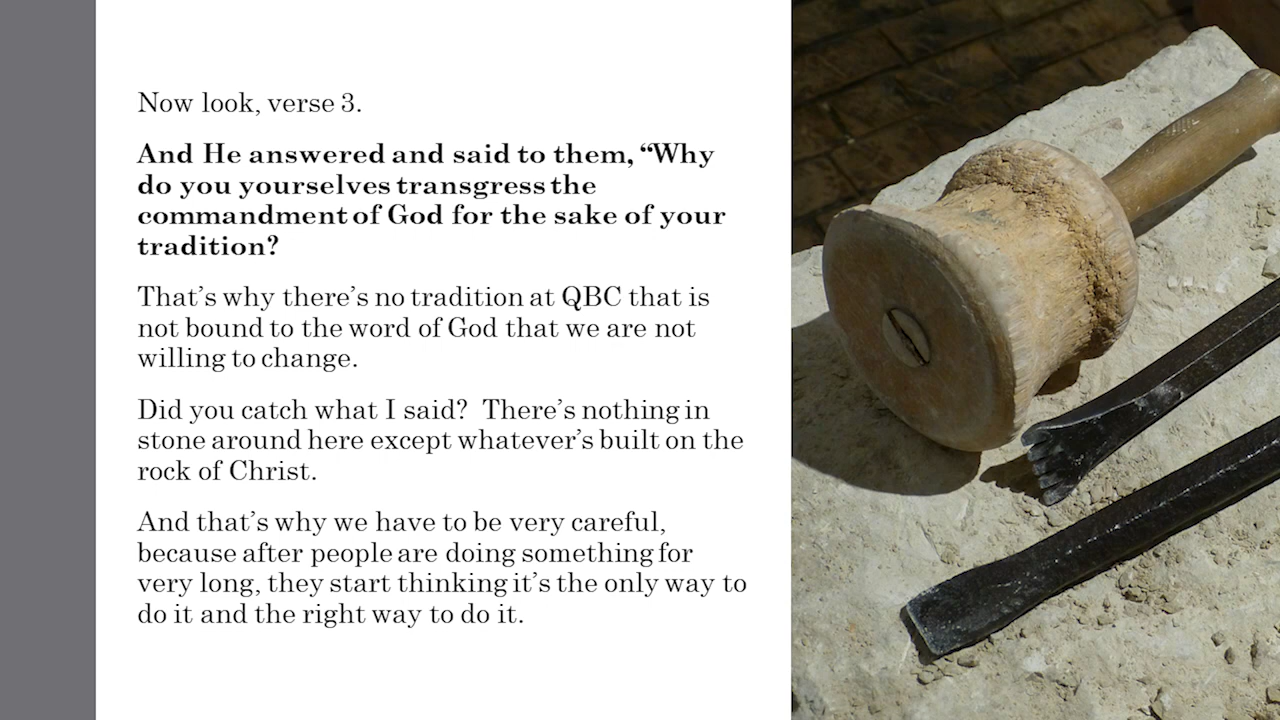 Now look, verse 3.
And He answered and said to them, “Why
do you yourselves transgress the
commandment of God for the sake of your
tradition?
That’s why there’s no tradition at QBC that is
not bound to the word of God that we are not
willing to change.
Did you catch what I said?  There’s nothing in
stone around here except whatever’s built on the
rock of Christ.
And that’s why we have to be very careful,
because after people are doing something for
very long, they start thinking it’s the only way to
do it and the right way to do it.